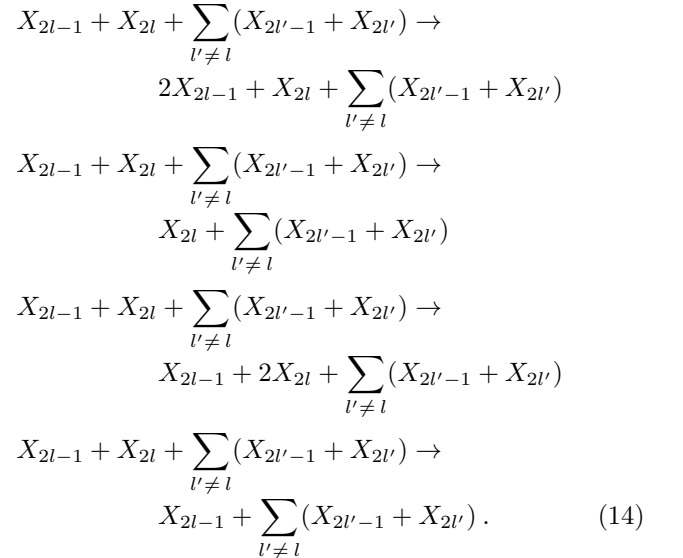 $X_{2l-1} + X_{2l} + \sum_{l' \neq l} (X_{2l'-1} + X_{2l'}) \rightarrow$
$2X_{2l-1} + X_{2l} + \sum_{l' \neq l} (X_{2l'-1} + X_{2l'})$
$X_{2l-1} + X_{2l} + \sum_{l' \neq l} (X_{2l'-1} + X_{2l'}) \rightarrow$
$X_{2l} + \sum_{l' \neq l} (X_{2l'-1} + X_{2l'})$
$X_{2l-1} + X_{2l} + \sum_{l' \neq l} (X_{2l'-1} + X_{2l'}) \rightarrow$
$X_{2l-1} + 2X_{2l} + \sum_{l' \neq l} (X_{2l'-1} + X_{2l'})$
$X_{2l-1} + X_{2l} + \sum_{l' \neq l} (X_{2l'-1} + X_{2l'}) \rightarrow$
$X_{2l-1} + \sum_{l' \neq l} (X_{2l'-1} + X_{2l'}) \, .$ (14)